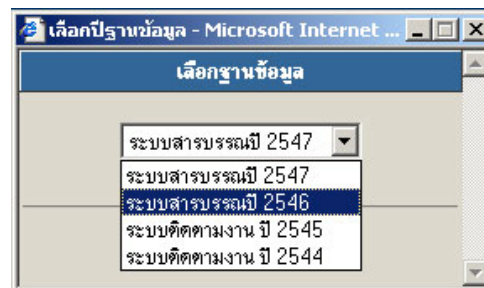 เลือกปีฐานข้อมูล - Microsoft Internet ...
เลือกฐานข้อมูล
ระบบสารบรรณปี 2547
ระบบสารบรรณปี 2547
ระบบสารบรรณปี 2546
ระบบติดตามงาน ปี 2545
ระบบติดตามงาน ปี 2544